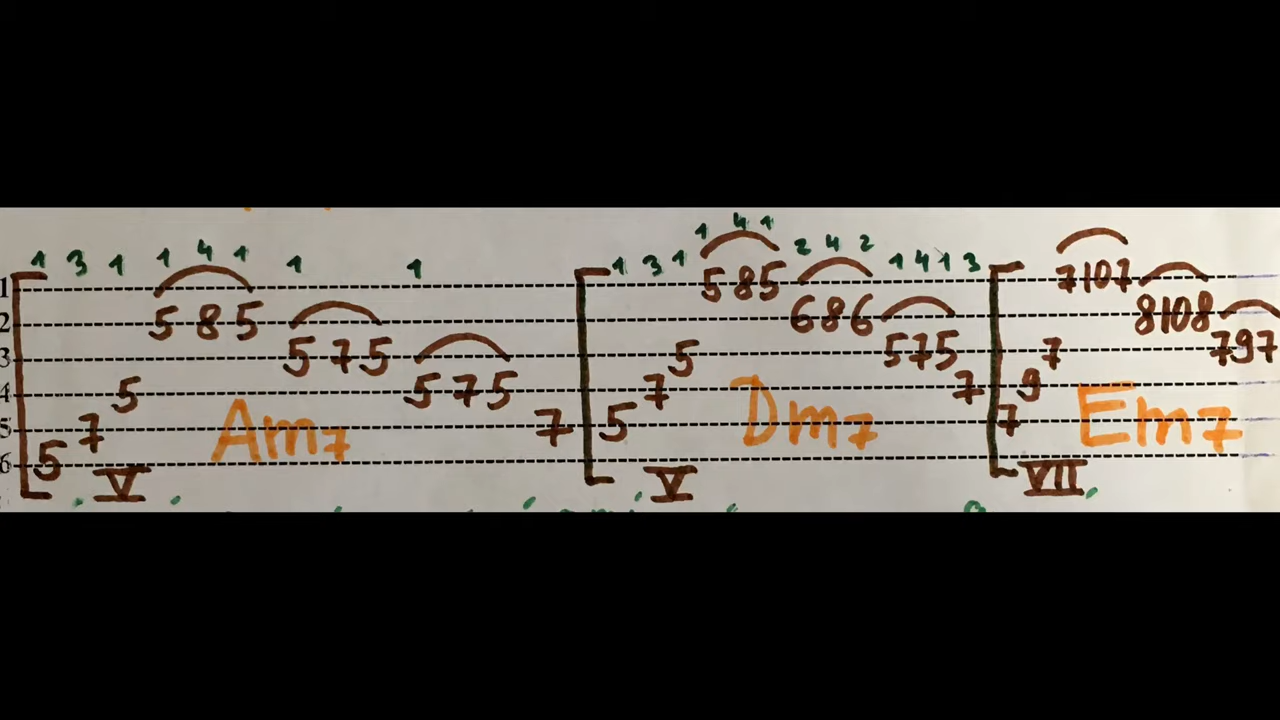 1 3 1 1 4 1 1 1 1 3 1 1 4 1 2 4 2 1 4 1 3
1 5 8 5 7 10 7
2 5 8 5 6 8 6 8 10 8
3 5 7 5 5 5 7 5 7 7 9 7
4 5 5 7 5 7 7 9
5 7 7 5 7
6 5
Am7 Dm7 Em7
V V VII